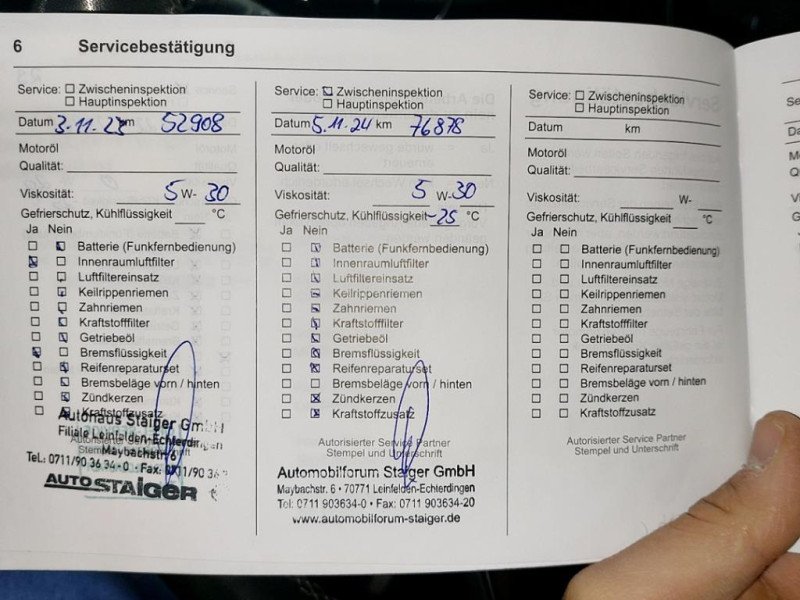 6 Servicebestätigung
Service: Zwischeninspektion
Hauptinspektion
Datum 3.11.23 km 52908
Motoröl
Qualität:
Viskosität: 5 W- 30
Gefrierschutz, Kühlflüssigkeit °C
Ja Nein
Batterie (Funkfernbedienung)
Innenraumluftfilter
Luftfiltereinsatz
Keilrippenriemen
Zahnriemen
Kraftstofffilter
Getriebeöl
Bremsflüssigkeit
Reifenreparaturset
Bremsbeläge vorn / hinten
Zündkerzen
Kraftstoffzusatz
Autohaus Staiger GmbH
Filiale Leinfelden-Echterdingen
Maybachstr. 6
Tel.: 0711/90 36 34-0 Fax: 0711/90 36
AUTO STAIGER
Service: Zwischeninspektion
Hauptinspektion
Datum 5.11.24 km 76878
Motoröl
Qualität:
Viskosität: 5 W- 30
Gefrierschutz, Kühlflüssigkeit -25 °C
Ja Nein
Batterie (Funkfernbedienung)
Innenraumluftfilter
Luftfiltereinsatz
Keilrippenriemen
Zahnriemen
Kraftstofffilter
Getriebeöl
Bremsflüssigkeit
Reifenreparaturset
Bremsbeläge vorn / hinten
Zündkerzen
Kraftstoffzusatz
Autorisierter Service Partner
Stempel und Unterschrift
Automobilforum Staiger GmbH
Maybachstr. 6 • 70771 Leinfelden-Echterdingen
Tel: 0711 903634-0 • Fax: 0711 903634-20
www.automobilforum-staiger.de
Service: Zwischeninspektion
Hauptinspektion
Datum km
Motoröl
Qualität:
Viskosität: W-
Gefrierschutz, Kühlflüssigkeit °C
Ja Nein
Batterie (Funkfernbedienung)
Innenraumluftfilter
Luftfiltereinsatz
Keilrippenriemen
Zahnriemen
Kraftstofffilter
Getriebeöl
Bremsflüssigkeit
Reifenreparaturset
Bremsbeläge vorn / hinten
Zündkerzen
Kraftstoffzusatz
Autorisierter Service Partner
Stempel und Unterschrift